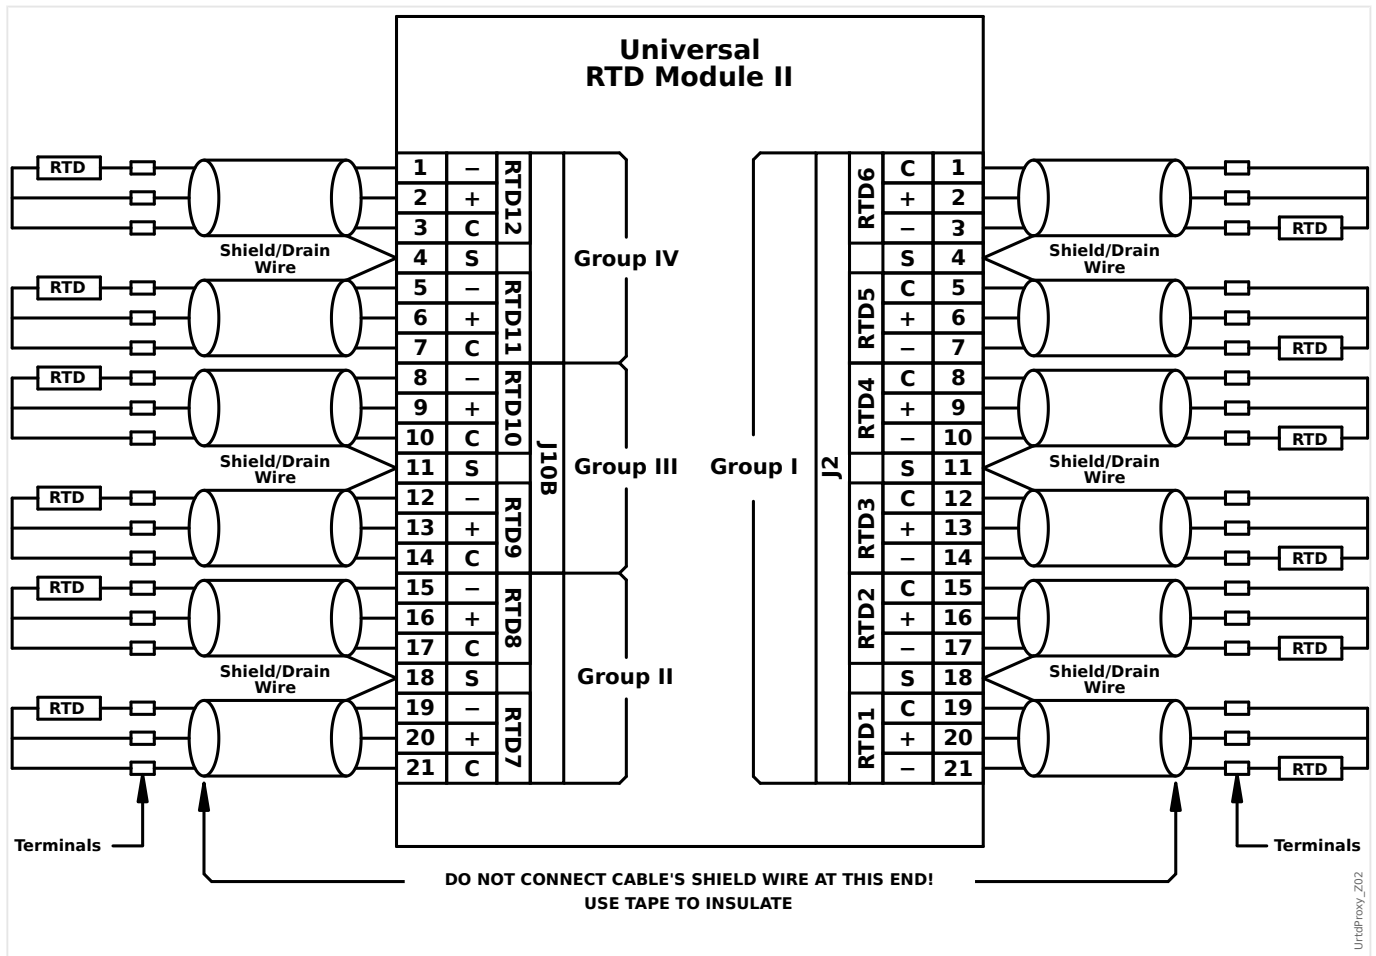 Universal
RTD Module II
RTD 1 − RTD12 RTD6 C 1
2 + + 2
3 C − 3 RTD
Shield/Drain
Wire
4 S Group IV S 4
Shield/Drain
Wire
RTD 5 − RTD11 RTD5 C 5
6 + + 6
7 C − 7 RTD
RTD 8 − RTD10 RTD4 C 8
9 + + 9
10 C − 10 RTD
Shield/Drain
Wire
11 S J10B Group III Group I J2 S 11
Shield/Drain
Wire
RTD 12 − RTD9 RTD3 C 12
13 + + 13
14 C − 14 RTD
RTD 15 − RTD8 RTD2 C 15
16 + + 16
17 C − 17 RTD
Shield/Drain
Wire
18 S Group II S 18
Shield/Drain
Wire
RTD 19 − RTD7 RTD1 C 19
20 + + 20
21 C − 21 RTD
Terminals
Terminals
DO NOT CONNECT CABLE'S SHIELD WIRE AT THIS END!
USE TAPE TO INSULATE
UrtdProxy_Z02